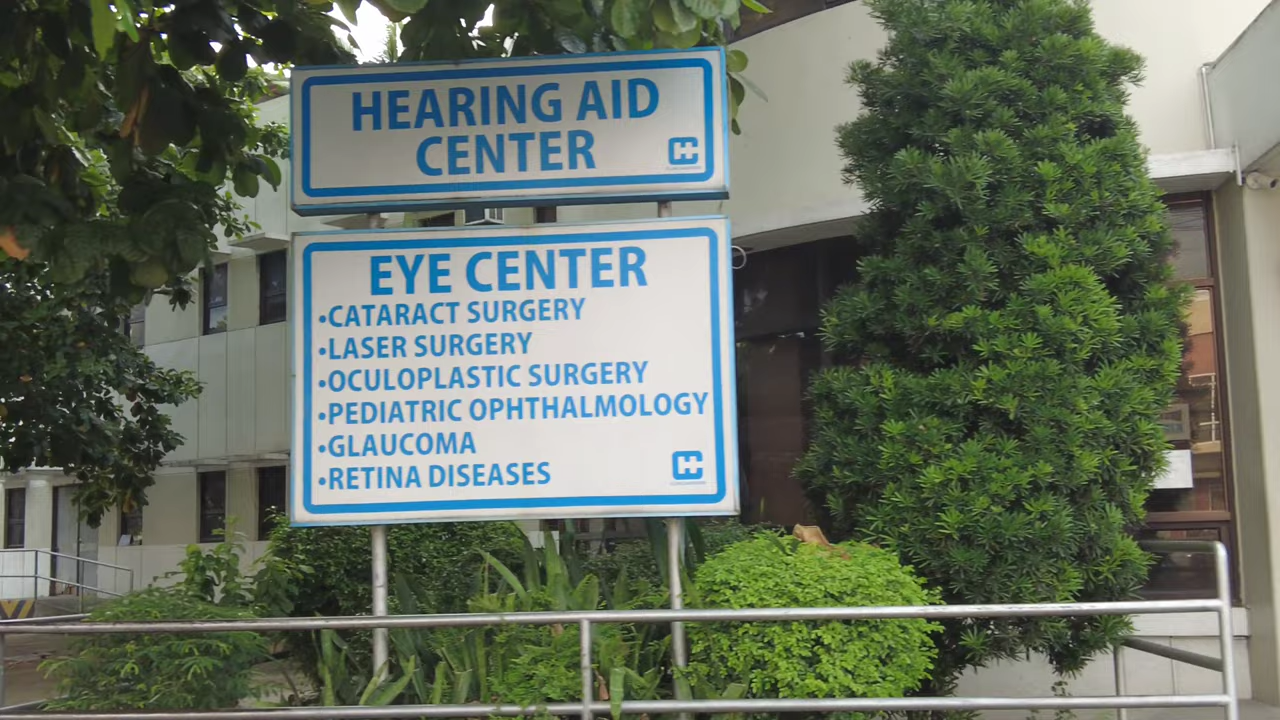 HEARING AID
CENTER
EYE CENTER
•CATARACT SURGERY
•LASER SURGERY
•OCULOPLASTIC SURGERY
•PEDIATRIC OPHTHALMOLOGY
•GLAUCOMA
•RETINA DISEASES